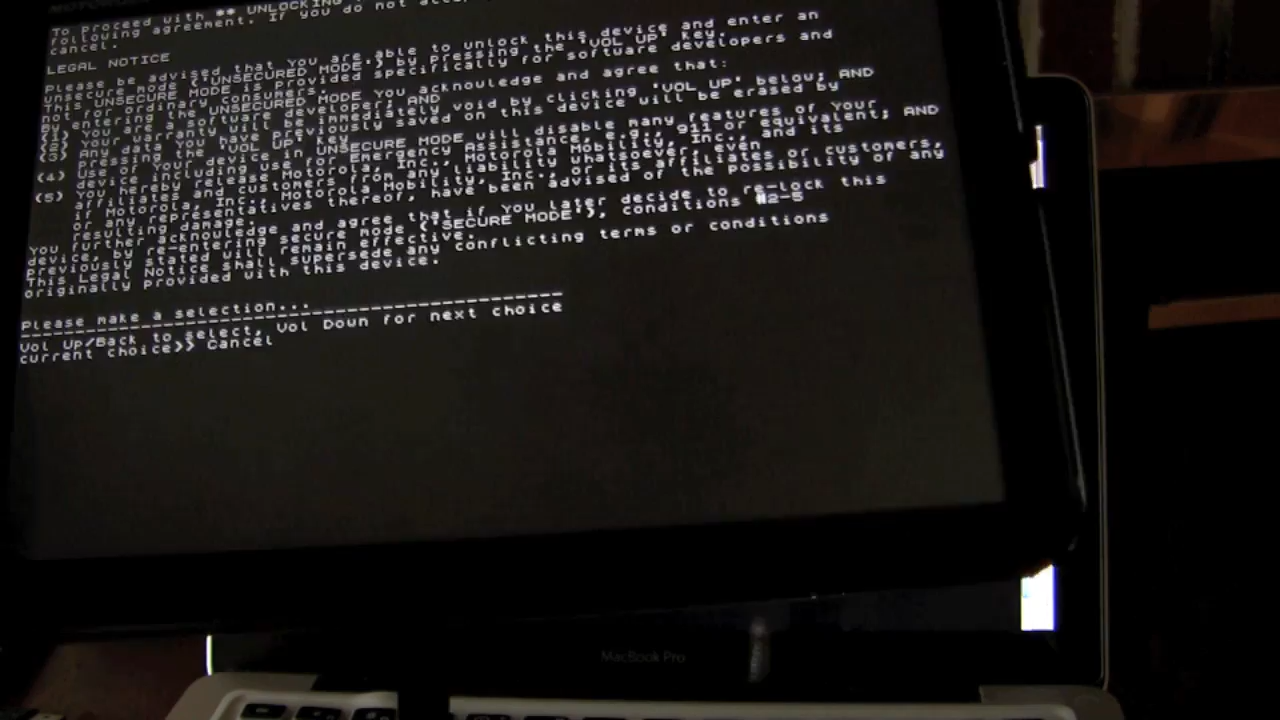 To proceed with ** UNLOCKING
following agreement. If you do not
cancel.
LEGAL NOTICE
Please be advised that You are able to unlock this device and enter an
unsecure mode ("UNSECURED MODE") by pressing the "VOL UP" key.
This UNSECURE MODE is provided specifically for software developers and
not for ordinary consumers.
By entering the UNSECURED MODE You acknowledge and agree that:
(1) You are a software developer; AND
(2) Your warranty will be immediately void by clicking "VOL UP" below; AND
(3) Any data You have previously saved on this device will be erased by
pressing the "VOL UP" key;
(4) Use of Your device in UNSECURE MODE will disable many features of Your
device including use for Emergency Assistance e.g., 911 or equivalent; AND
(5) You hereby release Motorola, Inc., Motorola Mobility, Inc., and its
affiliates and customers from any liability whatsoever, even
if Motorola, Inc., Motorola Mobility, Inc., or its affiliates or customers,
or any representatives thereof, have been advised of the possibility of any
resulting damage.
You further acknowledge and agree that if You later decide to re-lock this
device, by re-entering secure mode ("SECURE MODE"), conditions #2-5
previously stated will remain effective.
This Legal Notice shall supersede any conflicting terms or conditions
originally provided with this device.
Please make a selection...
------------------------------------------------
Vol UP/Back to select, Vol Down for next choice
current choice>> Cancel
MacBook Pro